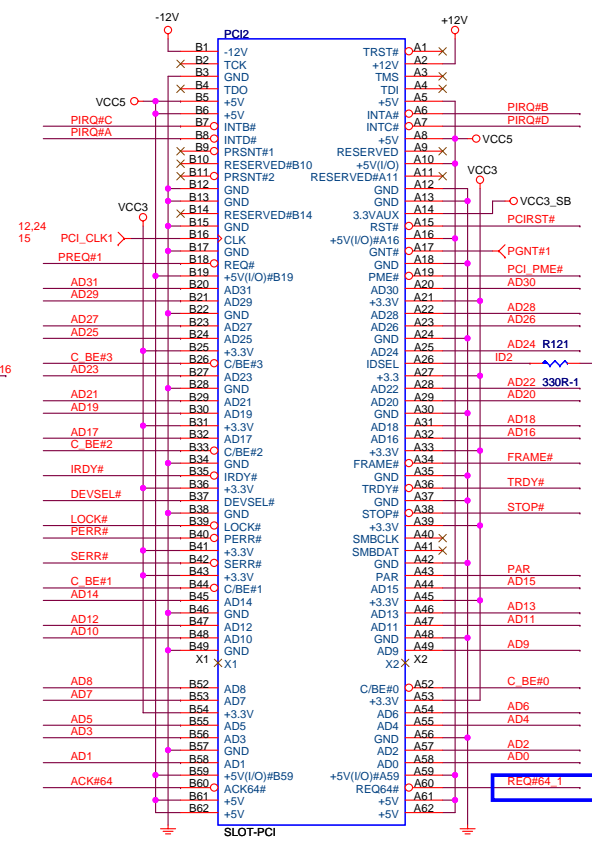 -12V +12V
PCI2
B1 -12V TRST# A1
B2 TCK +12V A2
B3 GND TMS A3
B4 TDO TDI A4
VCC5 B5 +5V +5V A5
B6 +5V INTA# A6 PIRQ#B
PIRQ#C B7 INTB# INTC# A7 PIRQ#D
PIRQ#A B8 INTD# +5V A8 VCC5
B9 PRSNT#1 RESERVED A9
B10 RESERVED#B10 +5V(I/O) A10
B11 PRSNT#2 RESERVED#A11 A11 VCC3
B12 GND GND A12
B13 GND GND A13 VCC3_SB
VCC3 B14 RESERVED#B14 3.3VAUX A14
12,24 B15 GND RST# A15 PCIRST#
15 PCI_CLK1 B16 CLK +5V(I/O)#A16 A16
B17 GND GNT# A17 PGNT#1
PREQ#1 B18 REQ# GND A18
B19 +5V(I/O)#B19 PME# A19 PCI_PME#
AD31 B20 AD31 AD30 A20 AD30
AD29 B21 AD29 +3.3V A21
B22 GND AD28 A22 AD28
AD27 B23 AD27 AD26 A23 AD26
AD25 B24 AD25 GND A24
B25 +3.3V AD24 A25 AD24 R121
C_BE#3 B26 C/BE#3 IDSEL A26 ID2
16 AD23 B27 AD23 +3.3 A27
B28 GND AD22 A28 AD22 330R-1
AD21 B29 AD21 AD20 A29 AD20
AD19 B30 AD19 GND A30
B31 +3.3V AD18 A31 AD18
AD17 B32 AD17 AD16 A32 AD16
C_BE#2 B33 C/BE#2 +3.3V A33
B34 GND FRAME# A34 FRAME#
IRDY# B35 IRDY# GND A35
B36 +3.3V TRDY# A36 TRDY#
DEVSEL# B37 DEVSEL# GND A37
B38 GND STOP# A38 STOP#
LOCK# B39 LOCK# +3.3V A39
PERR# B40 PERR# SMBCLK A40
B41 +3.3V SMBDAT A41
SERR# B42 SERR# GND A42
B43 +3.3V PAR A43 PAR
C_BE#1 B44 C/BE#1 AD15 A44 AD15
AD14 B45 AD14 +3.3V A45
B46 GND AD13 A46 AD13
AD12 B47 AD12 AD11 A47 AD11
AD10 B48 AD10 GND A48
B49 GND AD9 A49 AD9
X1 X1 X2 X2
AD8 B52 AD8 C/BE#0 A52 C_BE#0
AD7 B53 AD7 +3.3V A53
B54 +3.3V AD6 A54 AD6
AD5 B55 AD5 AD4 A55 AD4
AD3 B56 AD3 GND A56
B57 GND AD2 A57 AD2
AD1 B58 AD1 AD0 A58 AD0
B59 +5V(I/O)#B59 +5V(I/O)#A59 A59
ACK#64 B60 ACK64# REQ64# A60 REQ#64_1
B61 +5V +5V A61
B62 +5V +5V A62
SLOT-PCI